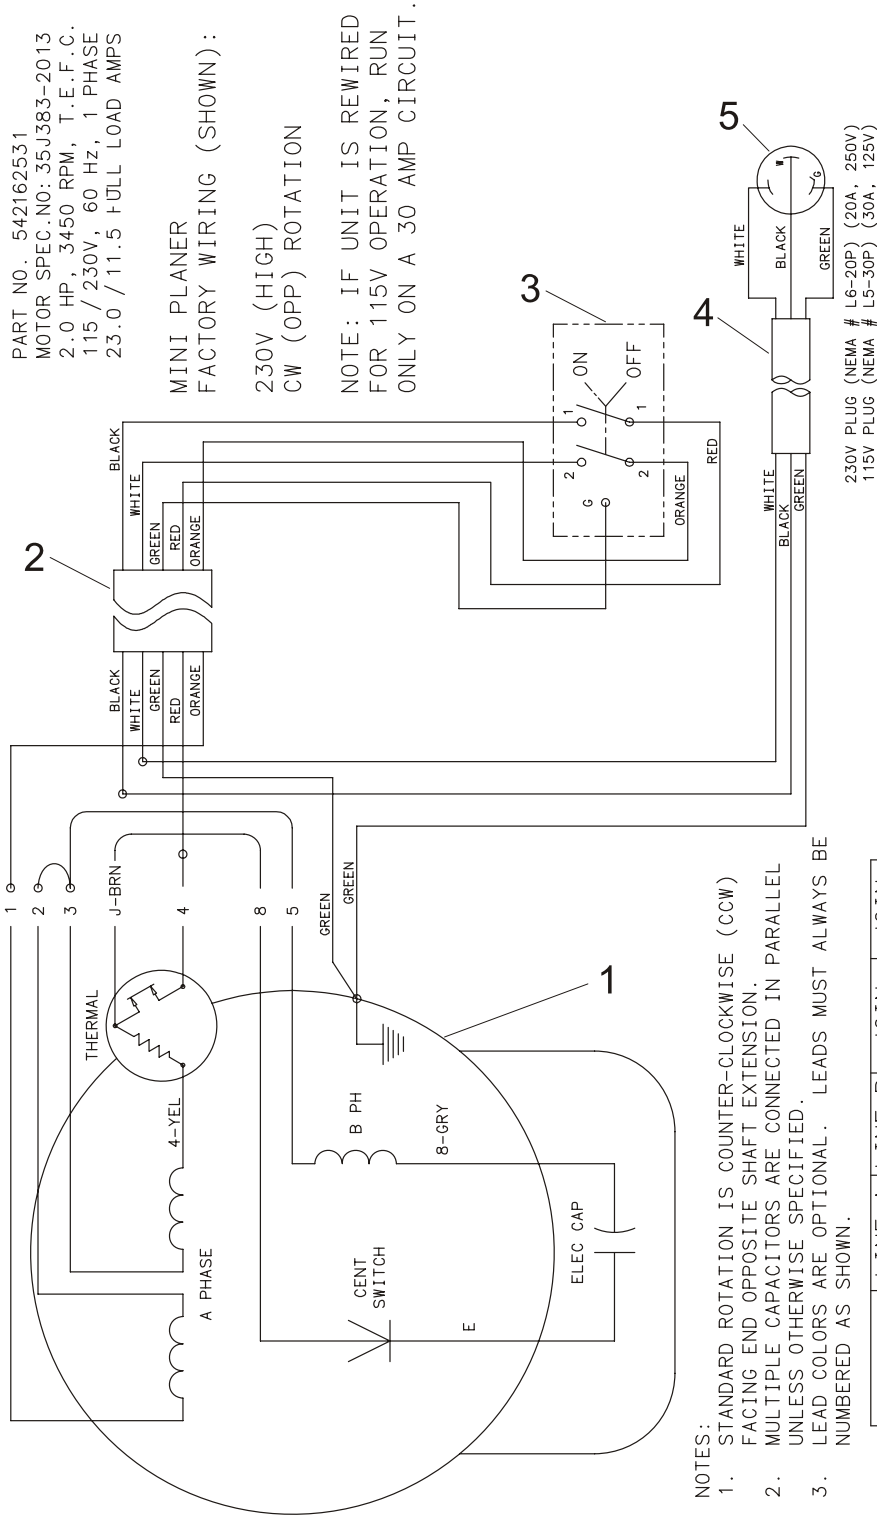 PART NO. 542162531
MOTOR SPEC.NO: 35J383-2013
2.0 HP, 3450 RPM, T.E.F.C.
115 / 230V, 60 Hz, 1 PHASE
23.0 / 11.5 FULL LOAD AMPS
MINI PLANER
FACTORY WIRING (SHOWN):
230V (HIGH)
CW (OPP) ROTATION
NOTE: IF UNIT IS REWIRED
FOR 115V OPERATION, RUN
ONLY ON A 30 AMP CIRCUIT.
2
BLACK
WHITE
GREEN
RED
ORANGE
BLACK
WHITE
GREEN
RED
ORANGE
3
ON
OFF
1
1
2
2
G
RED
ORANGE
5
W
G
WHITE
BLACK
GREEN
4
WHITE
BLACK
GREEN
230V PLUG (NEMA # L6-20P) (20A, 250V)
115V PLUG (NEMA # L5-30P) (30A, 125V)
1
2
3
J-BRN
4
8
5
GREEN
GREEN
THERMAL
1
4-YEL
A PHASE
B PH
8-GRY
CENT
SWITCH
E
ELEC CAP
NOTES:
1. STANDARD ROTATION IS COUNTER-CLOCKWISE (CCW)
FACING END OPPOSITE SHAFT EXTENSION.
2. MULTIPLE CAPACITORS ARE CONNECTED IN PARALLEL
UNLESS OTHERWISE SPECIFIED.
3. LEAD COLORS ARE OPTIONAL. LEADS MUST ALWAYS BE
NUMBERED AS SHOWN.